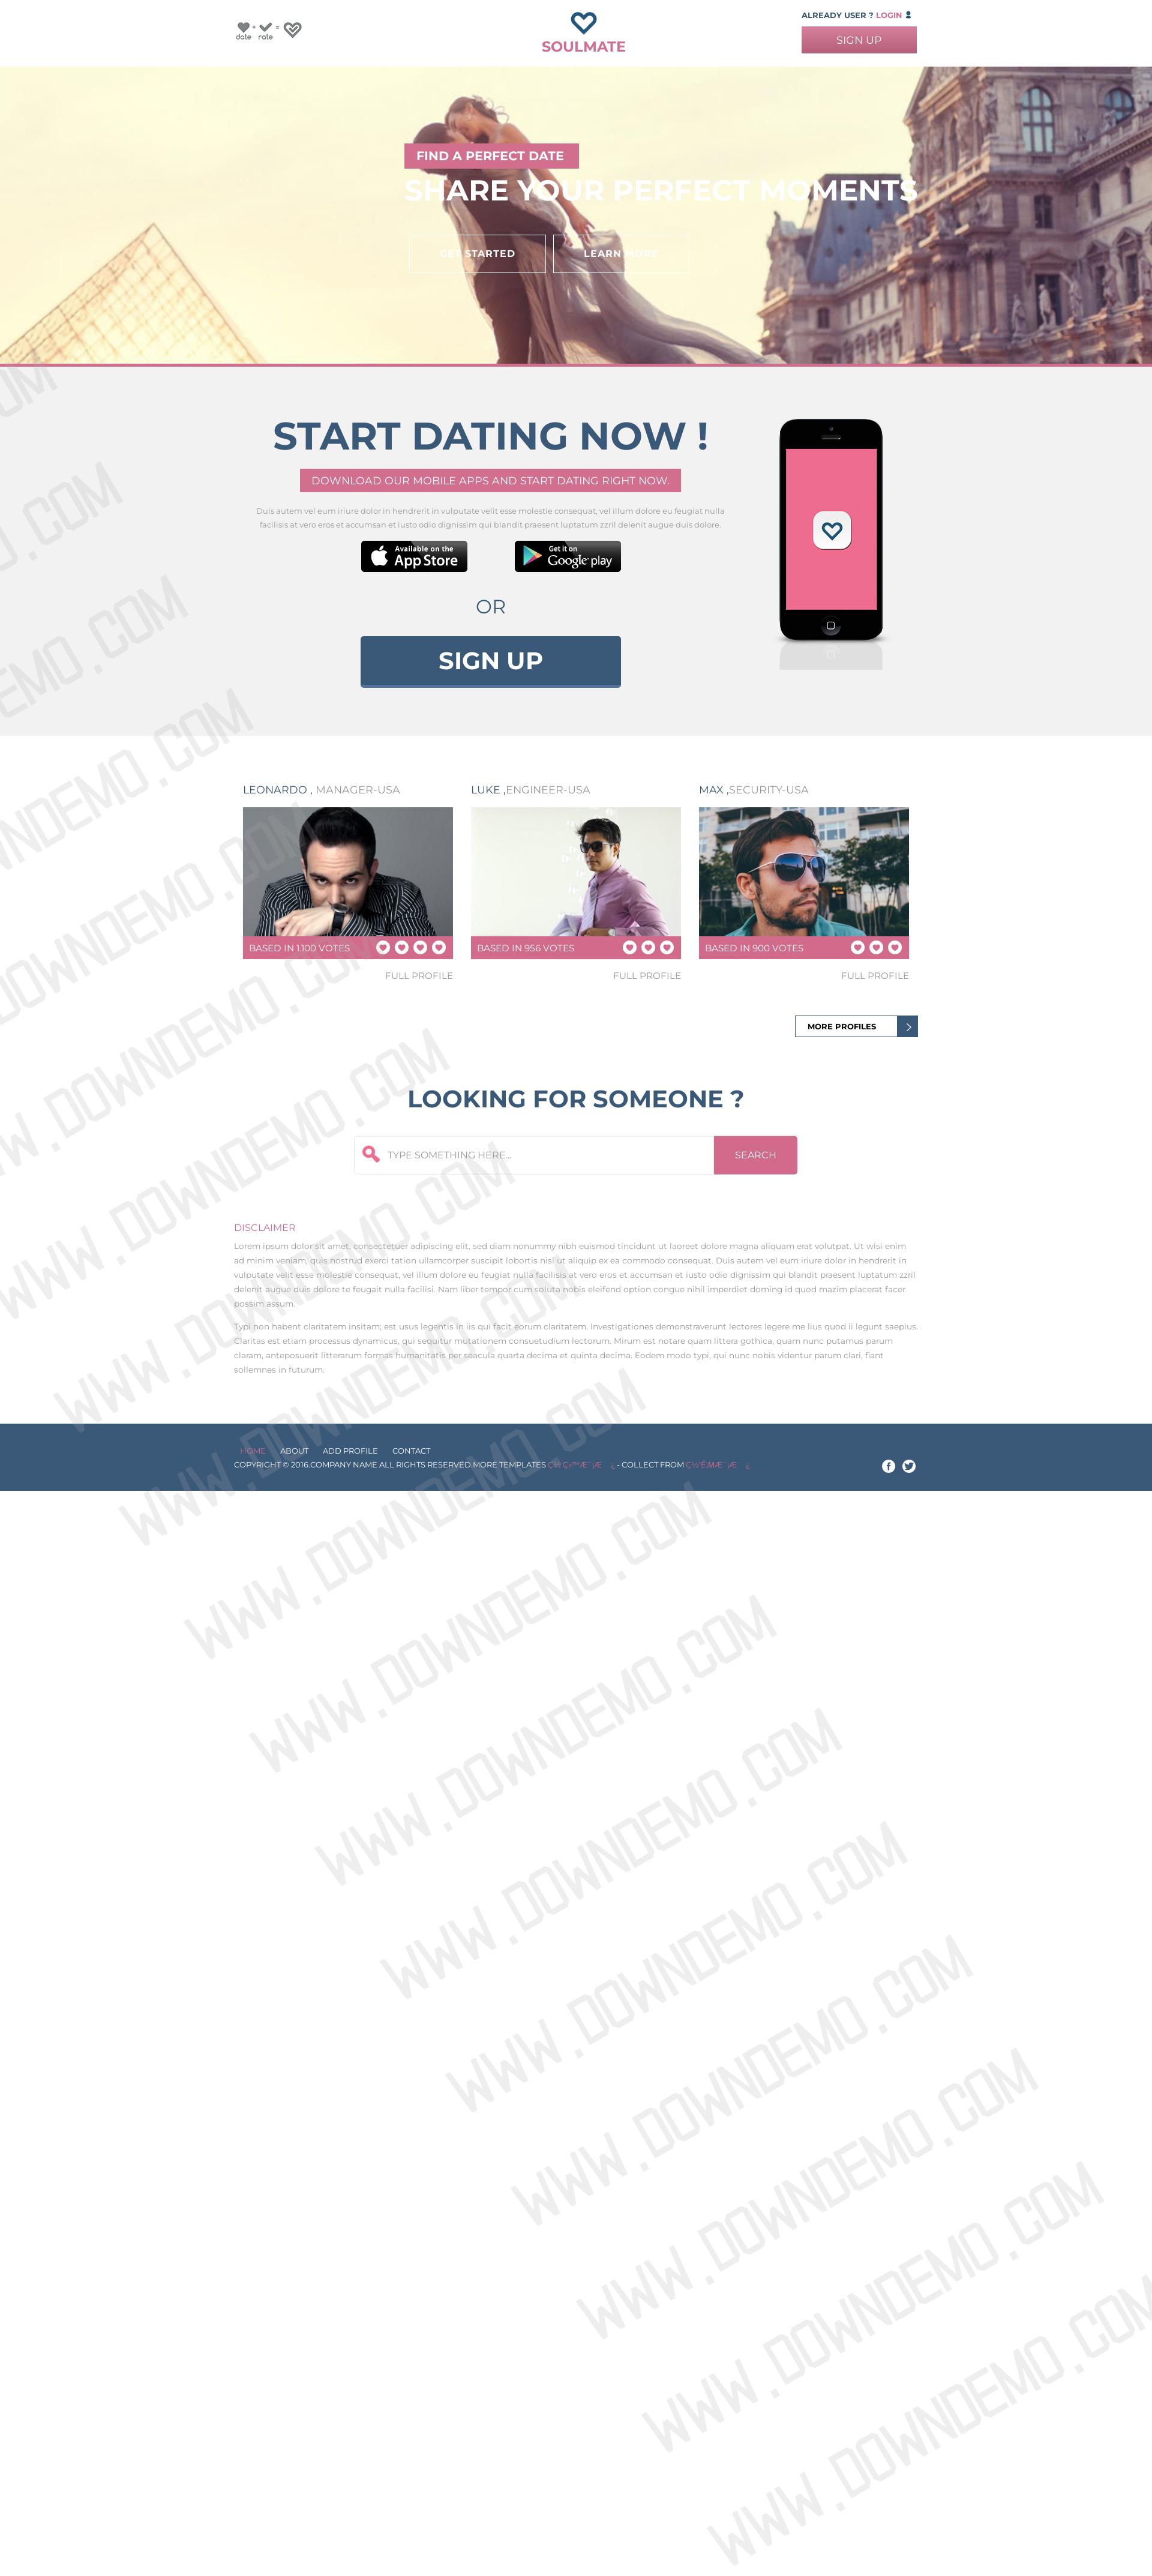 date
rate
SOULMATE
ALREADY USER ? LOGIN
SIGN UP
FIND A PERFECT DATE
SHARE YOUR PERFECT MOMENTS
GET STARTED
LEARN MORE
START DATING NOW !
DOWNLOAD OUR MOBILE APPS AND START DATING RIGHT NOW.
Duis autem vel eum iriure dolor in hendrerit in vulputate velit esse molestie consequat, vel illum dolore eu feugiat nulla
facilisis at vero eros et accumsan et iusto odio dignissim qui blandit praesent luptatum zzril delenit augue duis dolore.
Available on the
App Store
Get it on
Google play
OR
SIGN UP
LEONARDO , MANAGER-USA
LUKE ,ENGINEER-USA
MAX ,SECURITY-USA
BASED IN 1.100 VOTES
BASED IN 956 VOTES
BASED IN 900 VOTES
FULL PROFILE
FULL PROFILE
FULL PROFILE
MORE PROFILES
LOOKING FOR SOMEONE ?
TYPE SOMETHING HERE...
SEARCH
DISCLAIMER
Lorem ipsum dolor sit amet, consectetuer adipiscing elit, sed diam nonummy nibh euismod tincidunt ut laoreet dolore magna aliquam erat volutpat. Ut wisi enim
ad minim veniam, quis nostrud exerci tation ullamcorper suscipit lobortis nisl ut aliquip ex ea commodo consequat. Duis autem vel eum iriure dolor in hendrerit in
vulputate velit esse molestie consequat, vel illum dolore eu feugiat nulla facilisis at vero eros et accumsan et iusto odio dignissim qui blandit praesent luptatum zzril
delenit augue duis dolore te feugait nulla facilisi. Nam liber tempor cum soluta nobis eleifend option congue nihil imperdiet doming id quod mazim placerat facer
possim assum.
Typi non habent claritatem insitam; est usus legentis in iis qui facit eorum claritatem. Investigationes demonstraverunt lectores legere me lius quod ii legunt saepius.
Claritas est etiam processus dynamicus, qui sequitur mutationem consuetudium lectorum. Mirum est notare quam littera gothica, quam nunc putamus parum
claram, anteposuerit litterarum formas humanitatis per seacula quarta decima et quinta decima. Eodem modo typi, qui nunc nobis videntur parum clari, fiant
sollemnes in futurum.
HOME ABOUT ADD PROFILE CONTACT
COPYRIGHT © 2016.COMPANY NAME ALL RIGHTS RESERVED.MORE TEMPLATES - COLLECT FROM
WWW.DOWNDEMO.COM